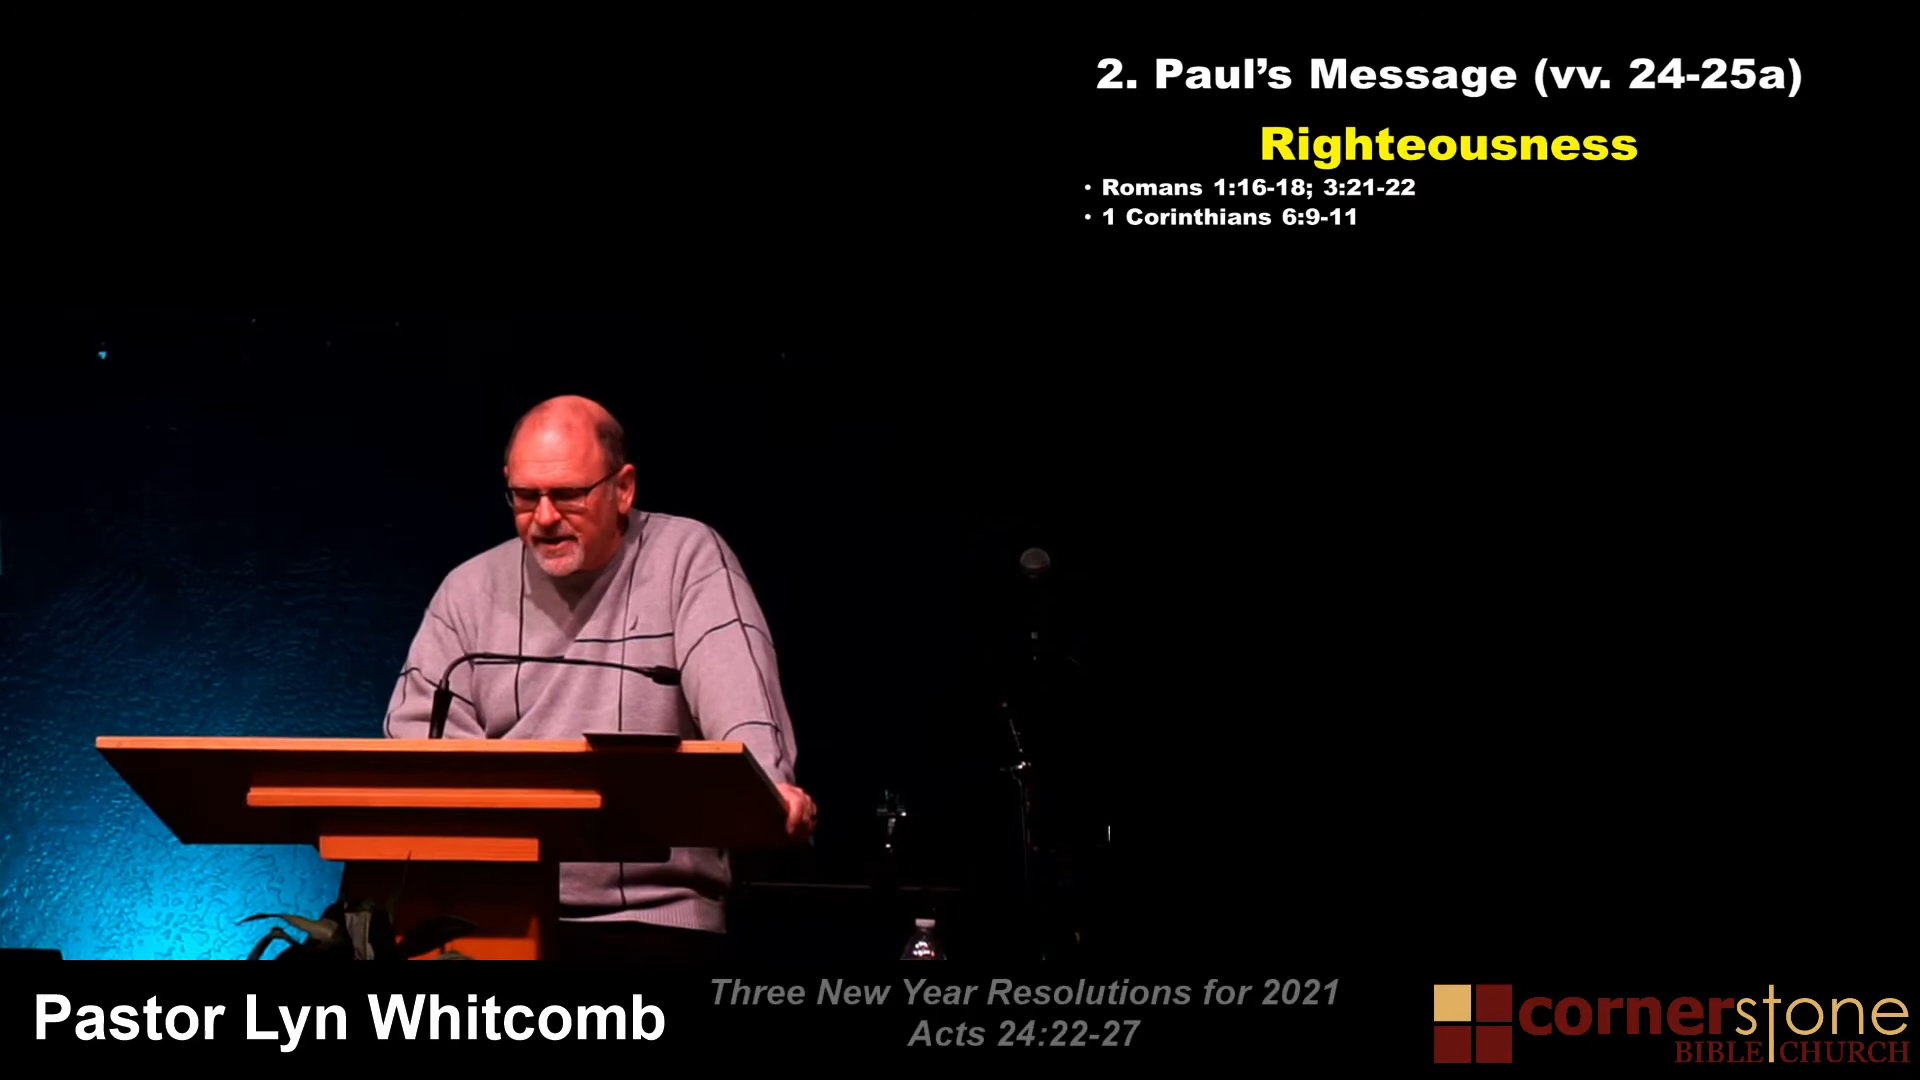 2. Paul’s Message (vv. 24-25a)
Righteousness
• Romans 1:16-18; 3:21-22
• 1 Corinthians 6:9-11
Pastor Lyn Whitcomb
Three New Year Resolutions for 2021
Acts 24:22-27
cornerstone
BIBLE CHURCH